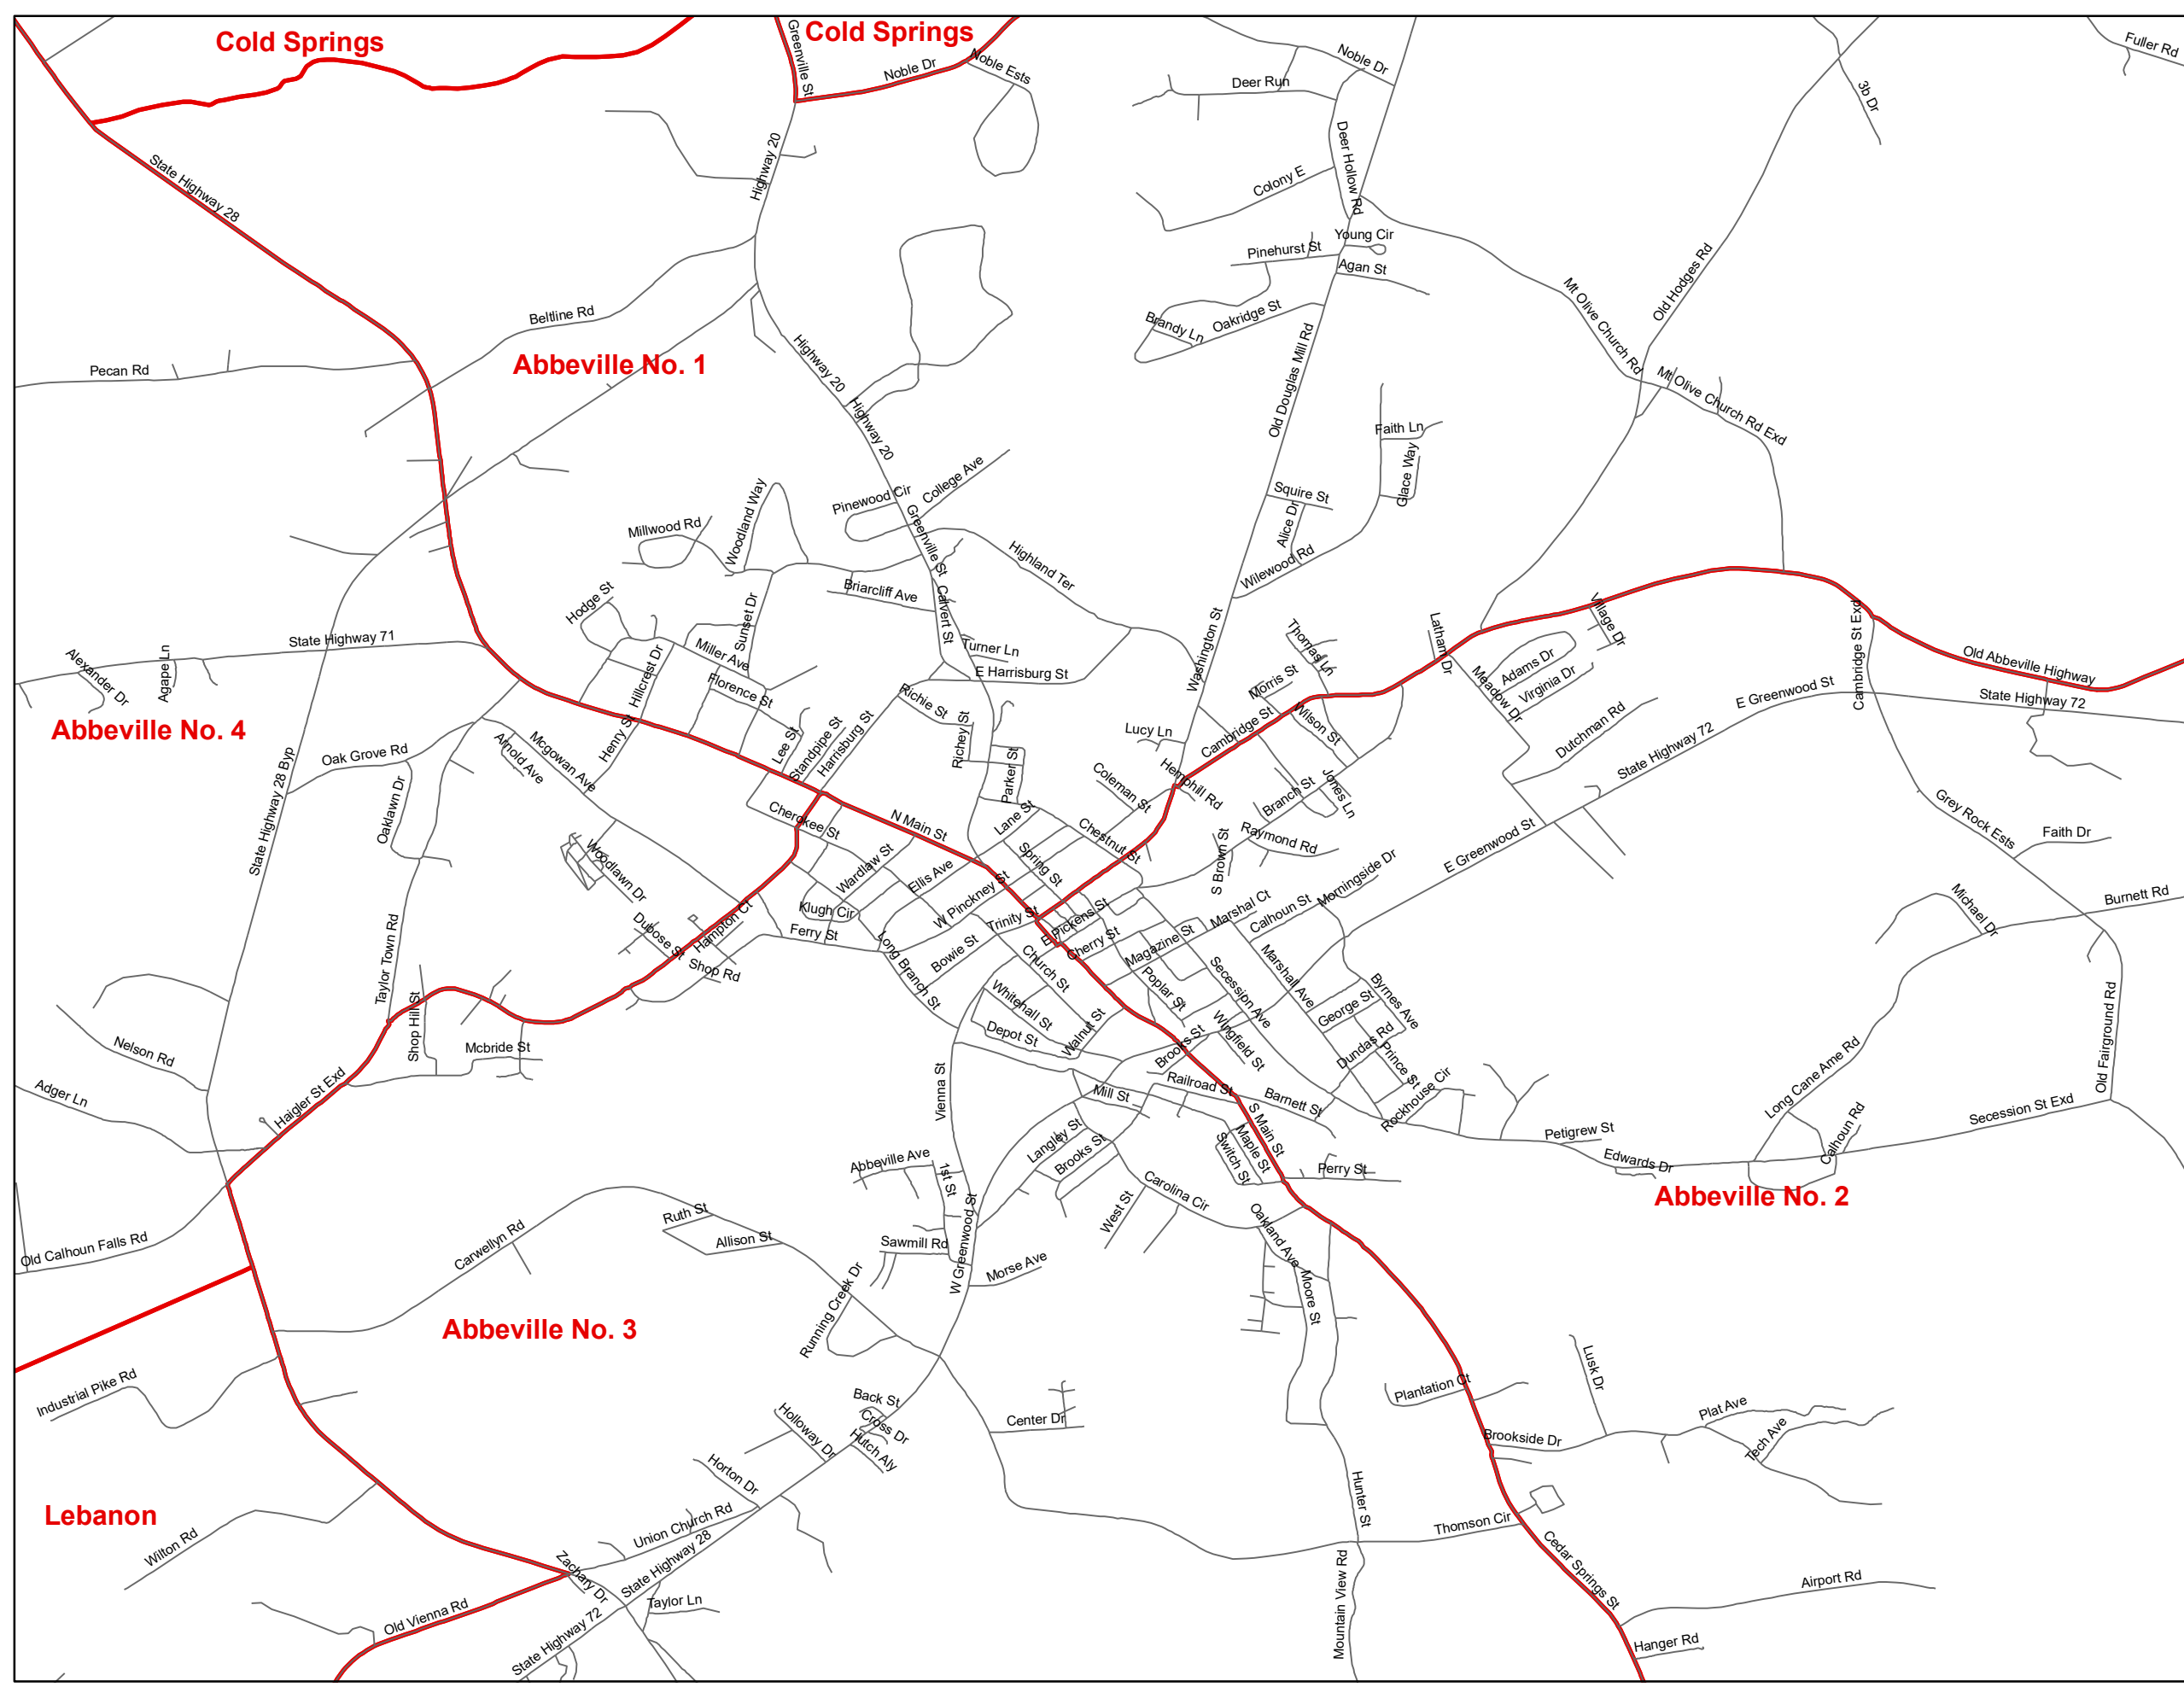 Cold Springs
Cold Springs
Greenville St
Noble Dr
Noble Ests
Noble Dr
Fuller Rd
Deer Run
3b Dr
State Highway 28
Highway 20
Deer Hollow Rd
Colony E
Young Cir
Pinehurst St
Agan St
Old Hodges Rd
Mt Olive Church Rd
Beltline Rd
Brandy Ln
Oakridge St
Abbeville No. 1
Pecan Rd
Highway 20
Old Douglas Mill Rd
Mt Olive Church Rd Exd
Highway 20
Faith Ln
Glace Way
College Ave
Pinewood Cir
Squire St
Woodland Way
Millwood Rd
Greenville St
Alice Dr
Highland Ter
Wilewood Rd
Briarcliff Ave
Hodge St
Calvert St
Sunset Dr
Village Dr
Cambridge St Exd
State Highway 71
Alexander Dr
Agape Ln
Miller Ave
Turner Ln
Washington St
Thomas Ln
Latham Dr
Old Abbeville Highway
Hillcrest Dr
Florence St
E Harrisburg St
Adams Dr
Virginia Dr
Meadow Dr
Morris St
E Greenwood St
State Highway 72
Abbeville No. 4
Richie St
Richey St
Wilson St
Lucy Ln
Cambridge St
Dutchman Rd
State Highway 72
Oak Grove Rd
Mcgowan Ave
Arnold Ave
Henry St
Lee St
Standpipe St
Harrisburg St
Parker St
Coleman St
Hemphill Rd
Jones Ln
Branch St
State Highway 28 Byp
Oaklawn Dr
Cherokee St
N Main St
Lane St
Chestnut St
Raymond Rd
S Brown St
E Greenwood St
Grey Rock Ests
Faith Dr
Woodlawn Dr
Wardlaw St
Ellis Ave
Spring St
Morningside Dr
Burnett Rd
Michael Dr
Klugh Cir
W Pinckney St
Trinity St
E Pickens St
Marshal Ct
Calhoun St
Dubose St
Hampton Ct
Ferry St
Long Branch St
Bowie St
Church St
Cherry St
Magazine St
Secession Ave
Marshall Ave
Taylor Town Rd
Shop Rd
Poplar St
Byrnes Ave
Whitehall St
George St
Shop Hill St
Depot St
Walnut St
Wingfield St
Brooks St
Dundas Rd
Prince St
Old Fairground Rd
Nelson Rd
Mcbride St
Long Cane Ame Rd
Adger Ln
Haigler St Exd
Vienna St
Mill St
Railroad St
Barnett St
Rockhouse Cir
Secession St Exd
S Main St
Langley St
Brooks St
Maple St
Switch St
Petigrew St
Calhoun Rd
Edwards Dr
Abbeville Ave
1st St
Perry St
Carolina Cir
West St
Abbeville No. 2
Ruth St
Allison St
Carwellyn Rd
Old Calhoun Falls Rd
Sawmill Rd
W Greenwood St
Morse Ave
Oakland Ave
Moore St
Running Creek Dr
Abbeville No. 3
Industrial Pike Rd
Lusk Dr
Plantation Ct
Back St
Cross Dr
Hutch Aly
Holloway Dr
Center Dr
Plat Ave
Brookside Dr
Tech Ave
Horton Dr
Hunter St
Lebanon
Wilton Rd
Union Church Rd
State Highway 28
Thomson Cir
Cedar Springs St
Zachary Dr
Airport Rd
Old Vienna Rd
Taylor Ln
Mountain View Rd
State Highway 72
Hanger Rd